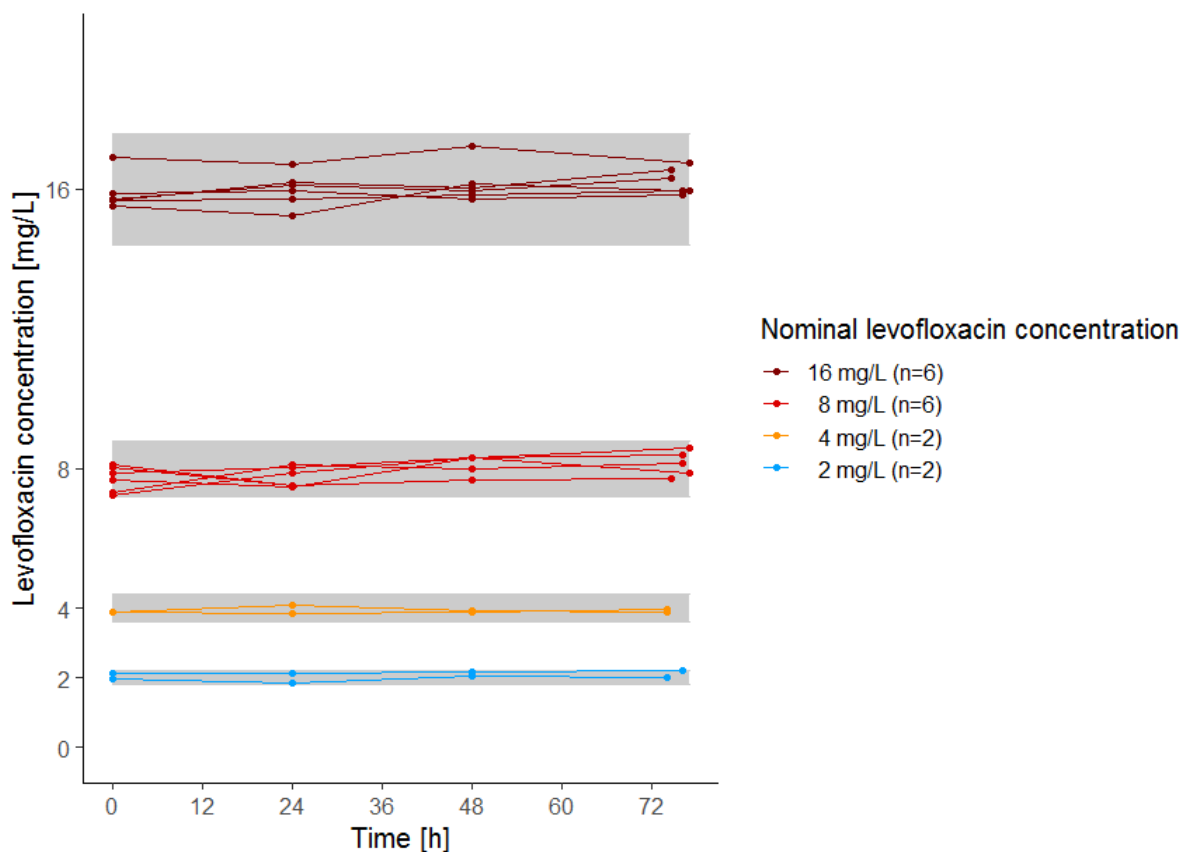 Levofloxacin concentration [mg/L]
16
8
4
2
0
0 12 24 36 48 60 72
Time [h]
Nominal levofloxacin concentration
16 mg/L (n=6)
8 mg/L (n=6)
4 mg/L (n=2)
2 mg/L (n=2)